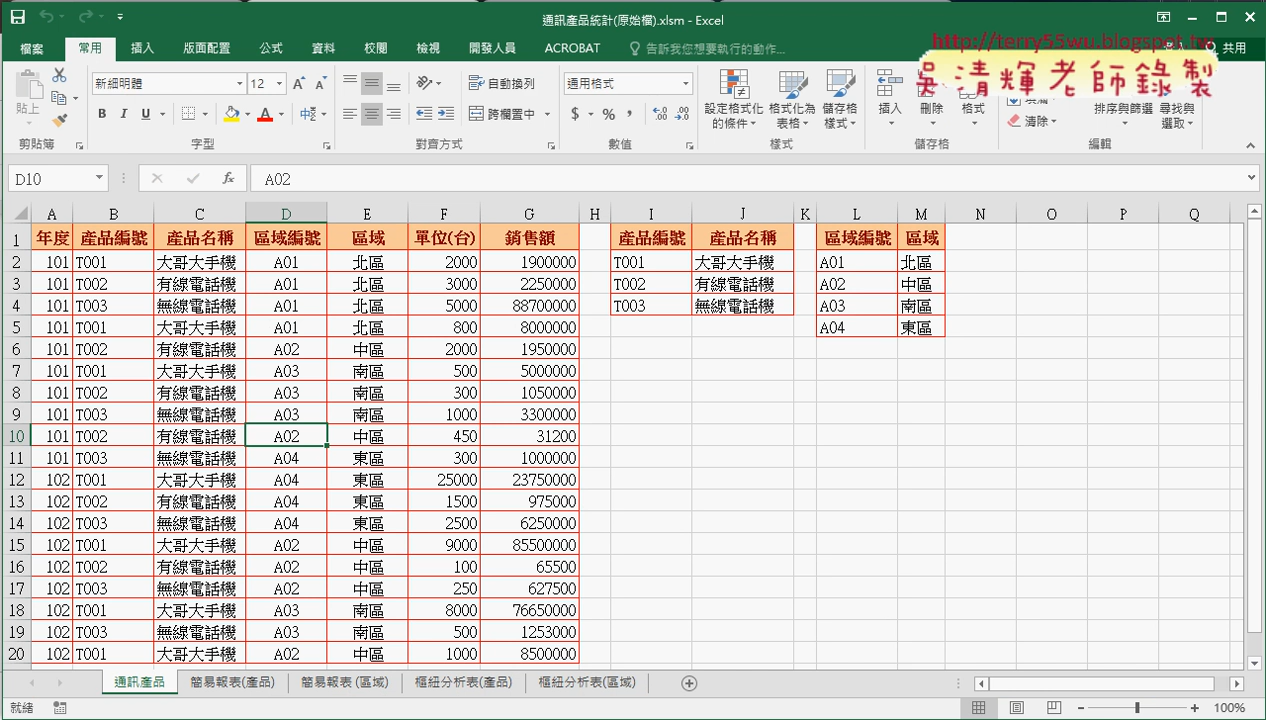 通訊產品統計(原始檔).xlsm - Excel
檔案 常用 插入 版面配置 公式 資料 校閱 檢視 開發人員 ACROBAT 告訴我您想要執行的動作... 共用
http://terry55wu.blogspot.tw
吳清輝老師錄製
新細明體 12 自動換列 通用格式
貼上 B I U 跨欄置中 $ % 設定格式化的條件 格式化為表格 儲存格樣式 插入 刪除 格式 清除 排序與篩選 尋找與選取
剪貼簿 字型 對齊方式 數值 樣式 儲存格 編輯
D10 fx A02
A B C D E F G H I J K L M N O P Q
1 年度 產品編號 產品名稱 區域編號 區域 單位(台) 銷售額 產品編號 產品名稱 區域編號 區域
2 101 T001 大哥大手機 A01 北區 2000 1900000 T001 大哥大手機 A01 北區
3 101 T002 有線電話機 A01 北區 3000 2250000 T002 有線電話機 A02 中區
4 101 T003 無線電話機 A01 北區 5000 88700000 T003 無線電話機 A03 南區
5 101 T001 大哥大手機 A01 北區 800 8000000 A04 東區
6 101 T002 有線電話機 A02 中區 2000 1950000
7 101 T001 大哥大手機 A03 南區 500 5000000
8 101 T002 有線電話機 A03 南區 300 1050000
9 101 T003 無線電話機 A03 南區 1000 3300000
10 101 T002 有線電話機 A02 中區 450 31200
11 101 T003 無線電話機 A04 東區 300 1000000
12 102 T001 大哥大手機 A04 東區 25000 23750000
13 102 T002 有線電話機 A04 東區 1500 975000
14 102 T003 無線電話機 A04 東區 2500 6250000
15 102 T001 大哥大手機 A02 中區 9000 85500000
16 102 T002 有線電話機 A02 中區 100 65500
17 102 T003 無線電話機 A02 中區 250 627500
18 102 T001 大哥大手機 A03 南區 8000 76650000
19 102 T003 無線電話機 A03 南區 500 1253000
20 102 T001 大哥大手機 A02 中區 1000 8500000
通訊產品 簡易報表(產品) 簡易報表 (區域) 樞紐分析表(產品) 樞紐分析表(區域)
就緒 100%